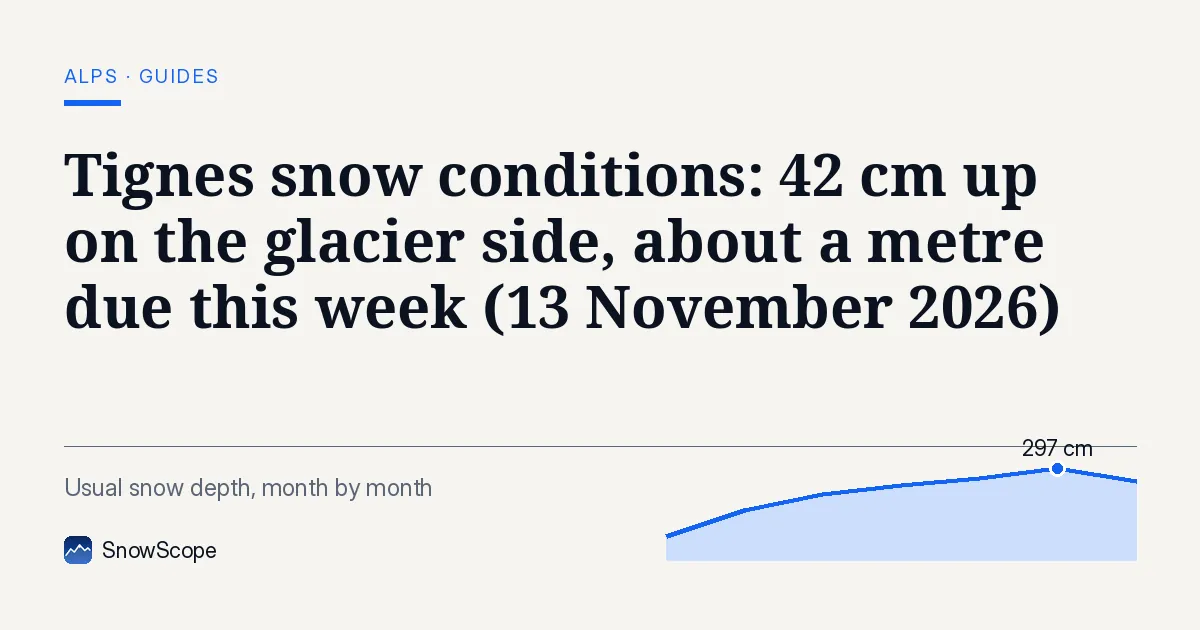 ALPS · GUIDES
Tignes snow conditions: 42 cm up
on the glacier side, about a metre
due this week (13 November 2026)
297 cm
Usual snow depth, month by month
SnowScope